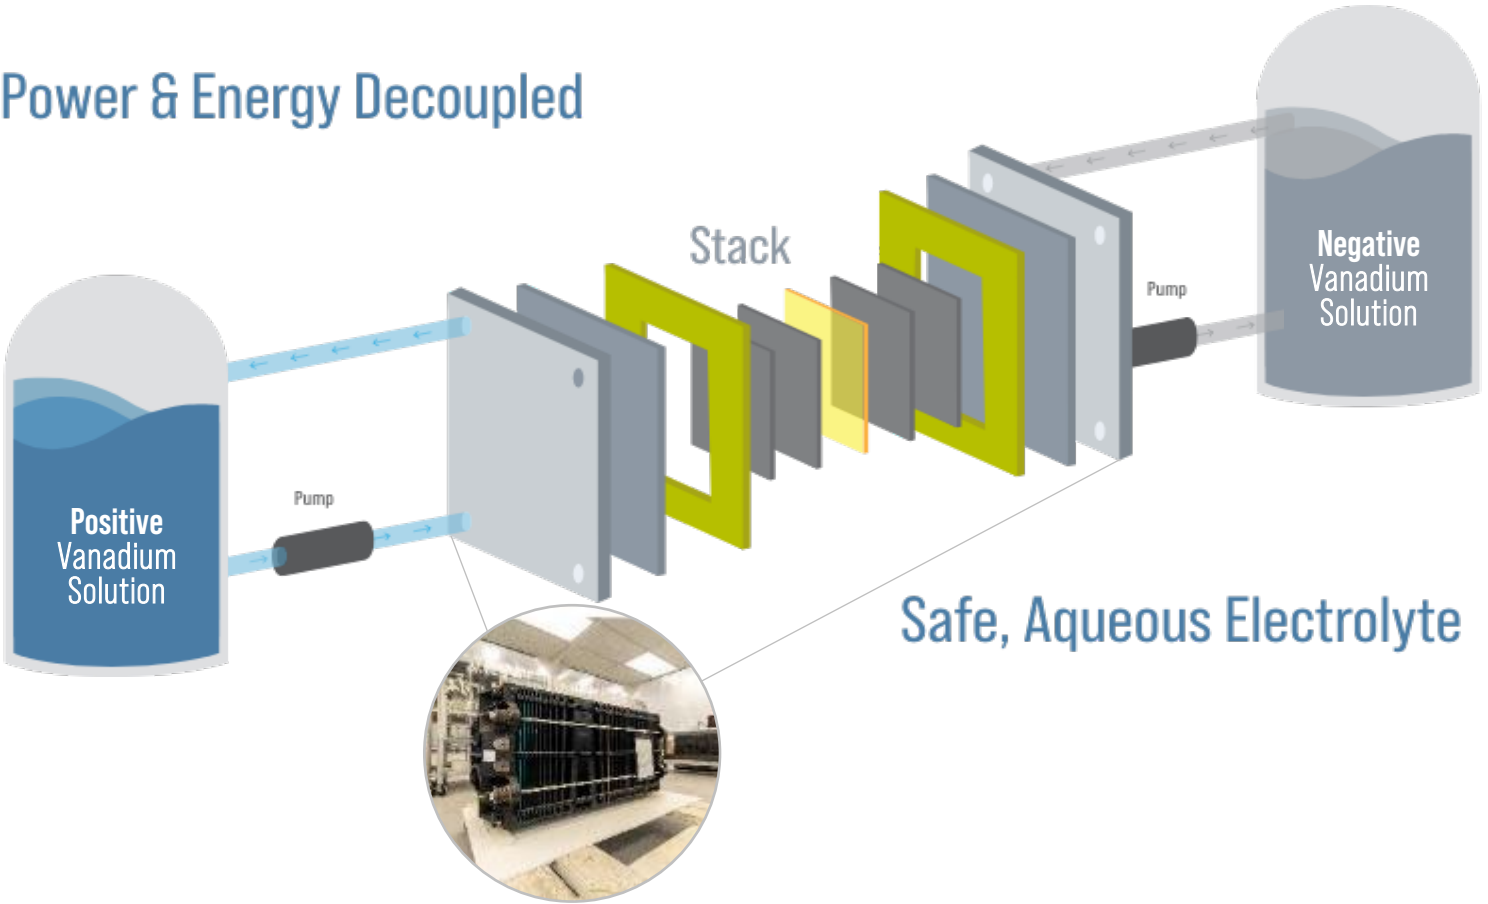 Power & Energy Decoupled
Stack
Negative
Vanadium
Solution
Pump
Pump
Positive
Vanadium
Solution
Safe, Aqueous Electrolyte